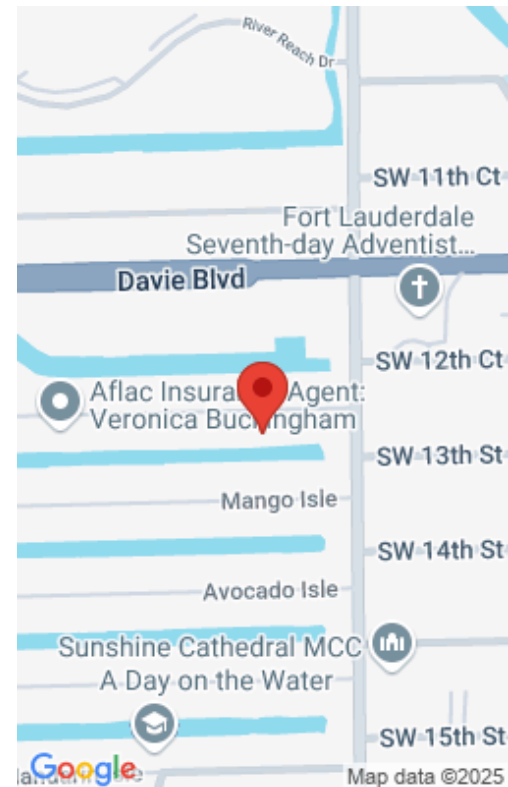 River Reach Dr
SW 11th Ct
Fort Lauderdale
Seventh-day Adventist...
Davie Blvd
SW 12th Ct
Aflac Insurance Agent:
Veronica Buckingham
SW 13th St
Mango Isle
SW 14th St
Avocado Isle
Sunshine Cathedral MCC
A Day on the Water
SW 15th St
Google
Map data ©2025